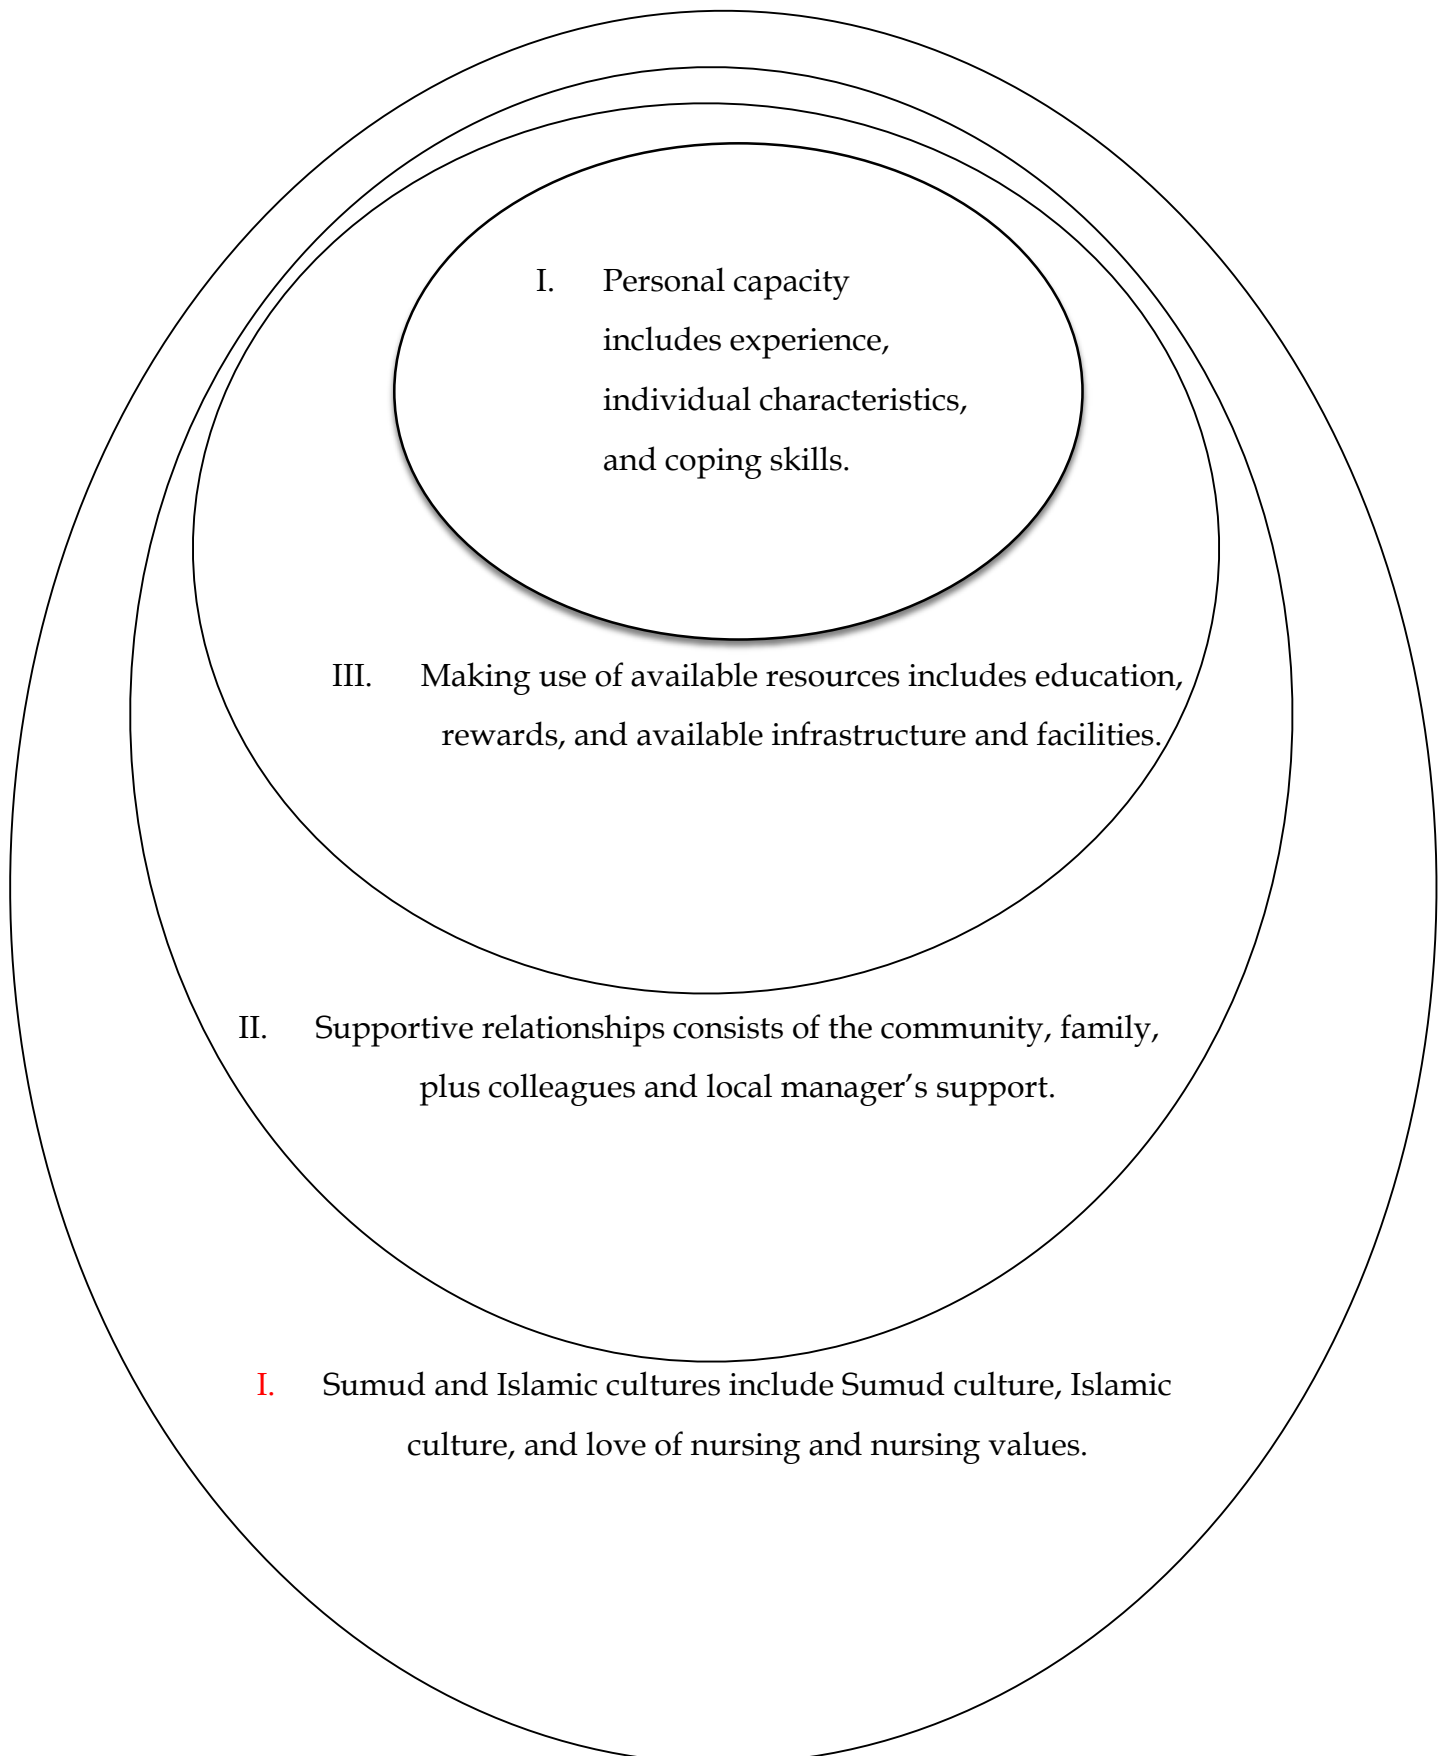 I. Personal capacity
includes experience,
individual characteristics,
and coping skills.
III. Making use of available resources includes education,
rewards, and available infrastructure and facilities.
II. Supportive relationships consists of the community, family,
plus colleagues and local manager’s support.
I. Sumud and Islamic cultures include Sumud culture, Islamic
culture, and love of nursing and nursing values.